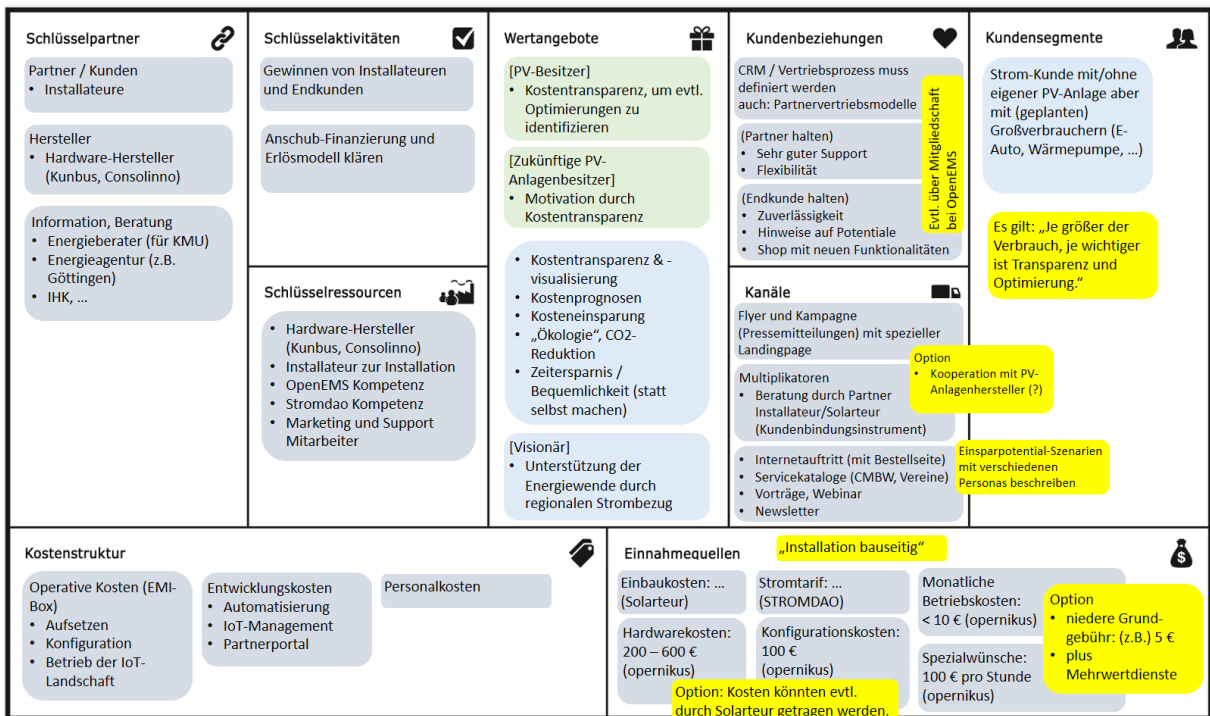 Schlüsselpartner
Partner / Kunden
• Installateure
Hersteller
• Hardware-Hersteller
(Kunbus, Consolinno)
Information, Beratung
• Energieberater (für KMU)
• Energieagentur (z.B.
Göttingen)
• IHK, ...
Schlüsselaktivitäten
Gewinnen von Installateuren
und Endkunden
Anschub-Finanzierung und
Erlösmodell klären
Schlüsselressourcen
• Hardware-Hersteller
(Kunbus, Consolinno)
• Installateur zur Installation
• OpenEMS Kompetenz
• Stromdao Kompetenz
• Marketing und Support
Mitarbeiter
Wertangebote
[PV-Besitzer]
• Kostentransparenz, um evtl.
Optimierungen zu
identifizieren
[Zukünftige PV-
Anlagenbesitzer]
• Motivation durch
Kostentransparenz
• Kostentransparenz & -
visualisierung
• Kostenprognosen
• Kosteneinsparung
• „Ökologie“, CO2-
Reduktion
• Zeitersparnis /
Bequemlichkeit (statt
selbst machen)
[Visionär]
• Unterstützung der
Energiewende durch
regionalen Strombezug
Kundenbeziehungen
CRM / Vertriebsprozess muss
definiert werden
auch: Partnervertriebsmodelle
(Partner halten)
• Sehr guter Support
• Flexibilität
(Endkunde halten)
• Zuverlässigkeit
• Hinweise auf Potentiale
• Shop mit neuen Funktionalitäten
Evtl. über Mitgliedschaft
bei OpenEMS
Kanäle
Flyer und Kampagne
(Pressemitteilungen) mit spezieller
Landingpage
Option
• Kooperation mit PV-
Anlagenhersteller (?)
Multiplikatoren
• Beratung durch Partner
Installateur/Solarteur
(Kundenbindungsinstrument)
• Internetauftritt (mit Bestellseite)
• Servicekataloge (CMBW, Vereine)
• Vorträge, Webinar
• Newsletter
Einsparpotential-Szenarien
mit verschiedenen
Personas beschreiben
Kundensegmente
Strom-Kunde mit/ohne
eigener PV-Anlage aber
mit (geplanten)
Großverbrauchern (E-
Auto, Wärmepumpe, ...)
Es gilt: „Je größer der
Verbrauch, je wichtiger
ist Transparenz und
Optimierung.“
Kostenstruktur
Operative Kosten (EMI-
Box)
• Aufsetzen
• Konfiguration
• Betrieb der IoT-
Landschaft
Entwicklungskosten
• Automatisierung
• IoT-Management
• Partnerportal
Personalkosten
Einnahmequellen
„Installation bauseitig“
$
Einbaukosten: ...
(Solarteur)
Stromtarif: ...
(STROMDAO)
Monatliche
Betriebskosten:
< 10 € (opernikus)
Hardwarekosten:
200 – 600 €
(opernikus)
Konfigurationskosten:
100 €
(opernikus)
Spezialwünsche:
100 € pro Stunde
(opernikus)
Option
• niedere Grund-
gebühr: (z.B.) 5 €
• plus
Mehrwertdienste
Option: Kosten könnten evtl.
durch Solarteur getragen werden.